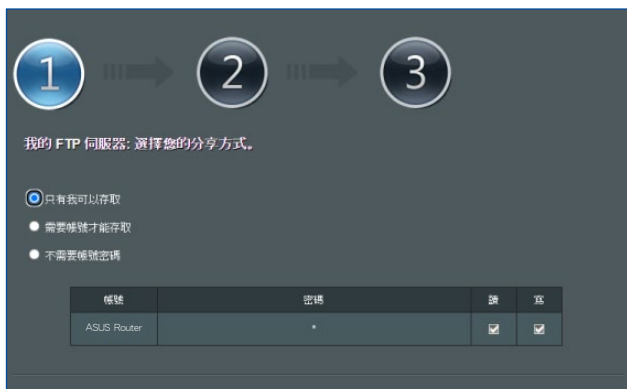 1 2 3
我的 FTP 伺服器: 選擇您的分享方式。
只有我可以存取
需要帳號才能存取
不需要帳號密碼
帳號 密碼 讀 寫
ASUS Router *